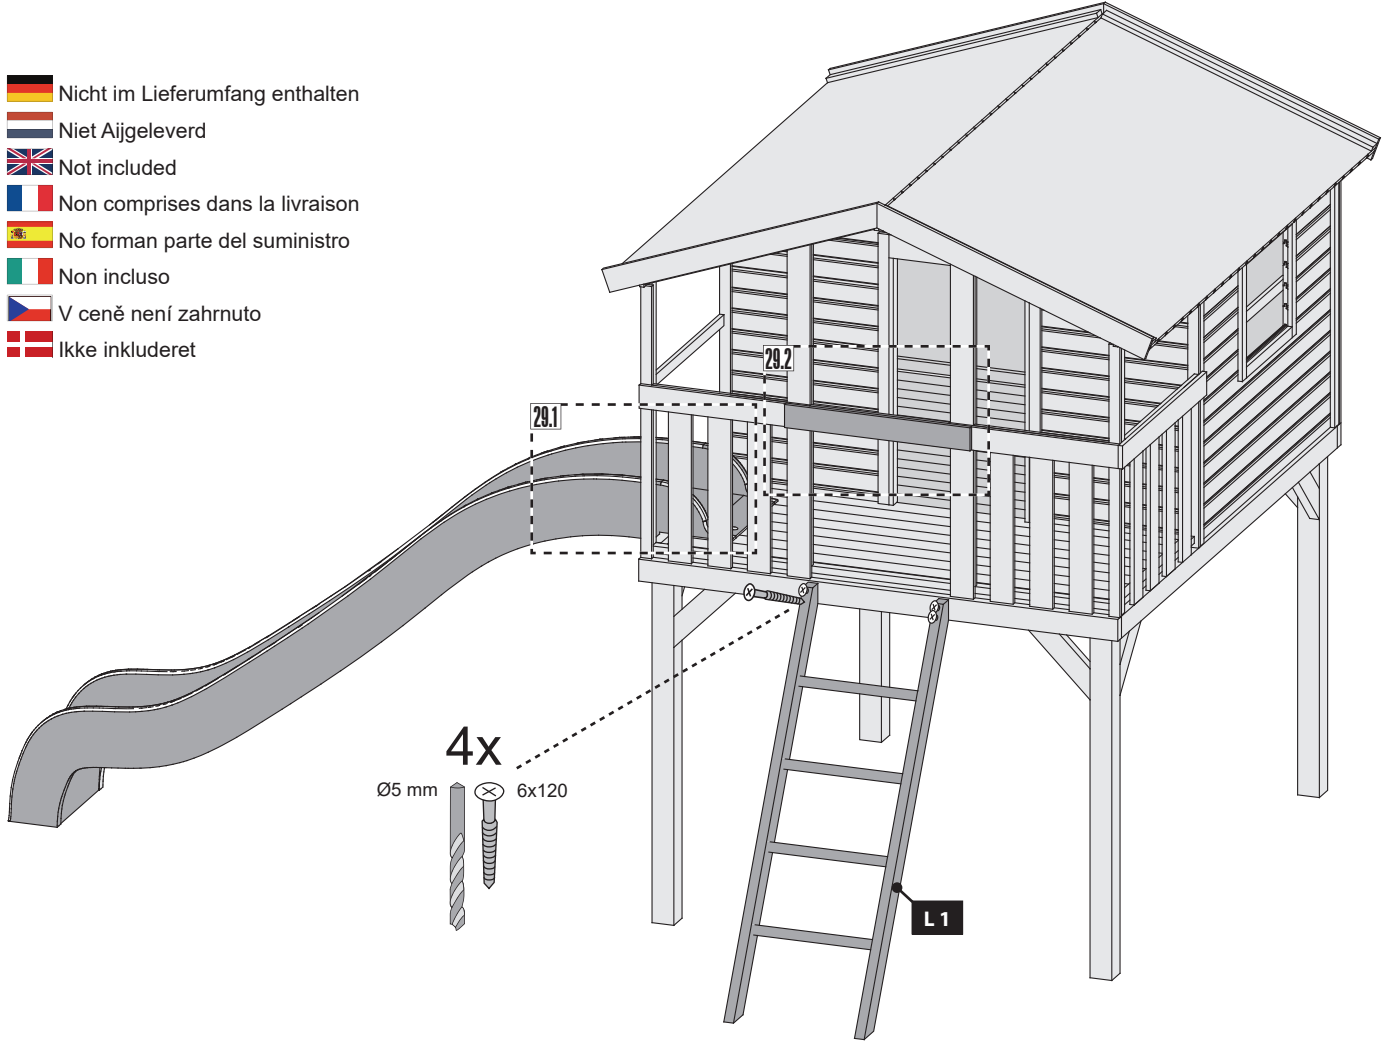 Nicht im Lieferumfang enthalten
Niet Aijgeleverd
Not included
Non comprises dans la livraison
No forman parte del suministro
Non incluso
V ceně není zahrnuto
Ikke inkluderet
29.2
29.1
4x
Ø5 mm 6x120
L 1